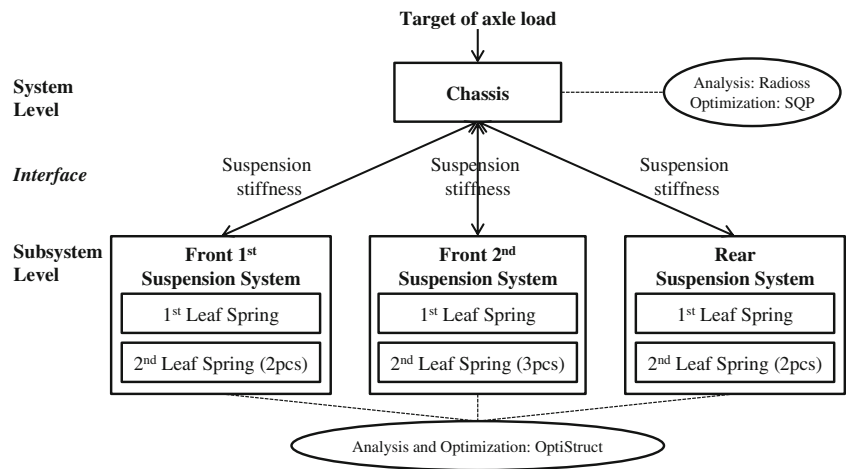 Target of axle load
System
Level
Chassis
Analysis: Radioss
Optimization: SQP
Interface
Suspension
stiffness
Suspension
stiffness
Suspension
stiffness
Subsystem
Level
Front 1st
Suspension System
1st Leaf Spring
2nd Leaf Spring (2pcs)
Front 2nd
Suspension System
1st Leaf Spring
2nd Leaf Spring (3pcs)
Rear
Suspension System
1st Leaf Spring
2nd Leaf Spring (2pcs)
Analysis and Optimization: OptiStruct